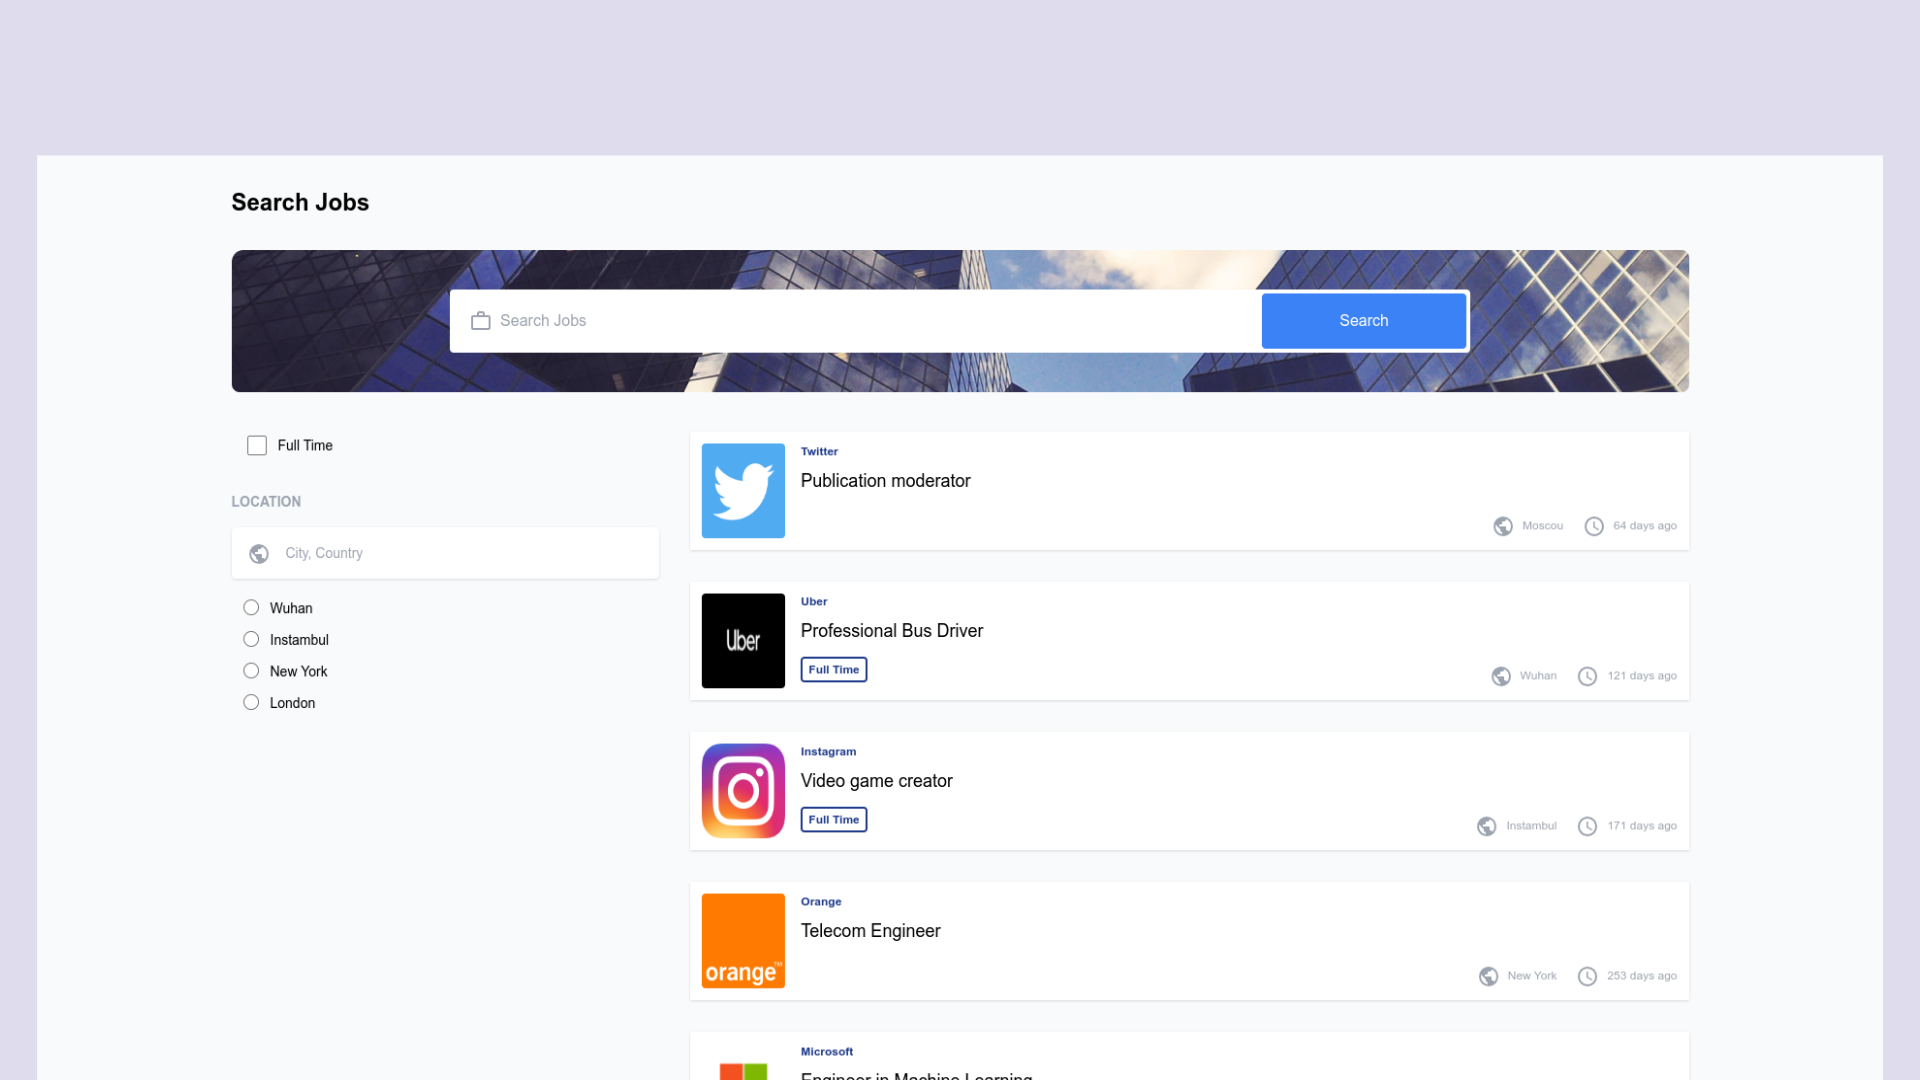 Search Jobs
Search Jobs
Search
Full Time
LOCATION
City, Country
Wuhan
Instambul
New York
London
Twitter
Publication moderator
Moscou
64 days ago
Uber
Uber
Professional Bus Driver
Full Time
Wuhan
121 days ago
Instagram
Video game creator
Full Time
Instambul
171 days ago
orange™
Orange
Telecom Engineer
New York
253 days ago
Microsoft
Engineer in Machine Learning